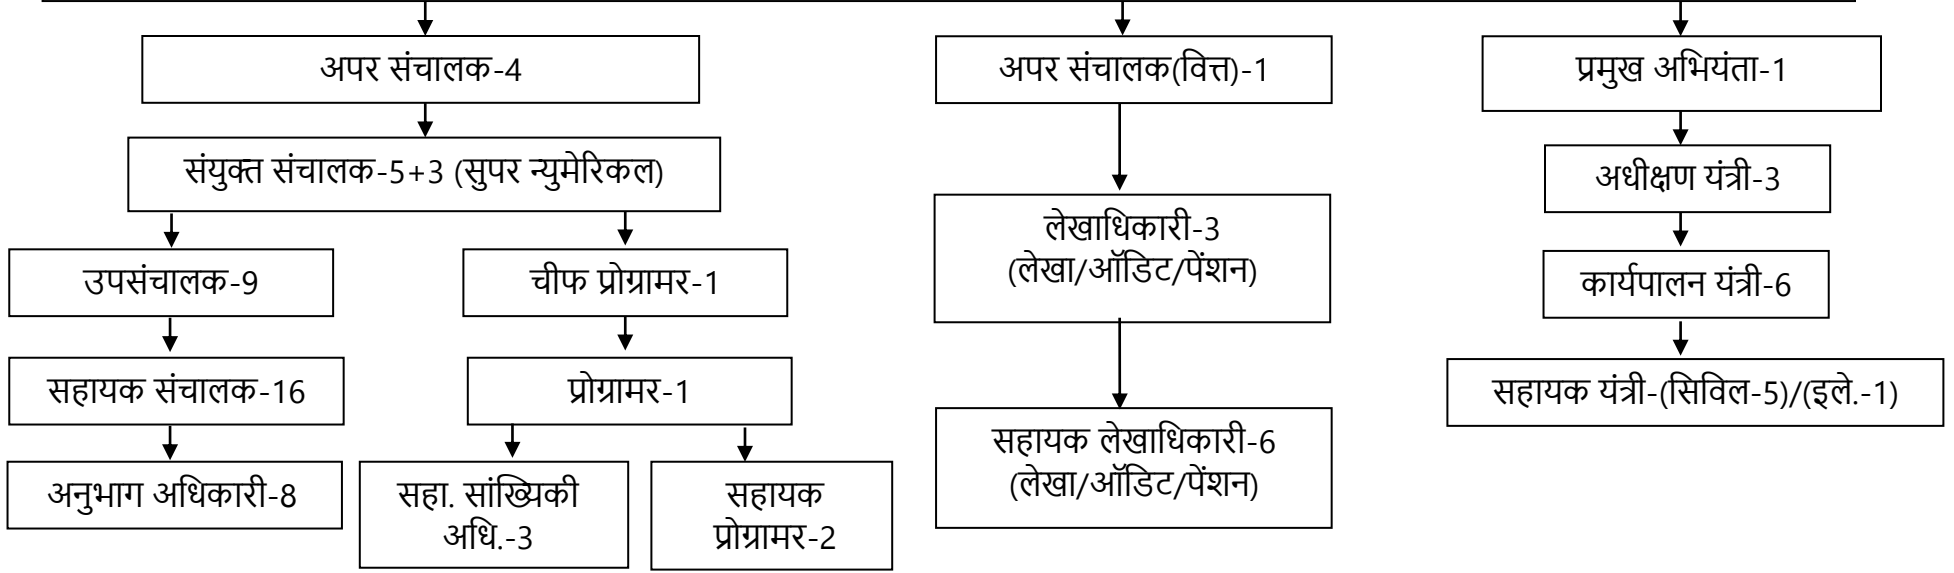 अपर संचालक-4
अपर संचालक(वित्त)-1
प्रमुख अभियंता-1
संयुक्त संचालक-5+3 (सुपर न्युमेरिकल)
अधीक्षण यंत्री-3
लेखाधिकारी-3
(लेखा/ऑडिट/पेंशन)
उपसंचालक-9
चीफ प्रोग्रामर-1
कार्यपालन यंत्री-6
सहायक संचालक-16
प्रोग्रामर-1
सहायक यंत्री-(सिविल-5)/(इले.-1)
सहायक लेखाधिकारी-6
(लेखा/ऑडिट/पेंशन)
अनुभाग अधिकारी-8
सहा. सांख्यिकी
अधि.-3
सहायक
प्रोग्रामर-2